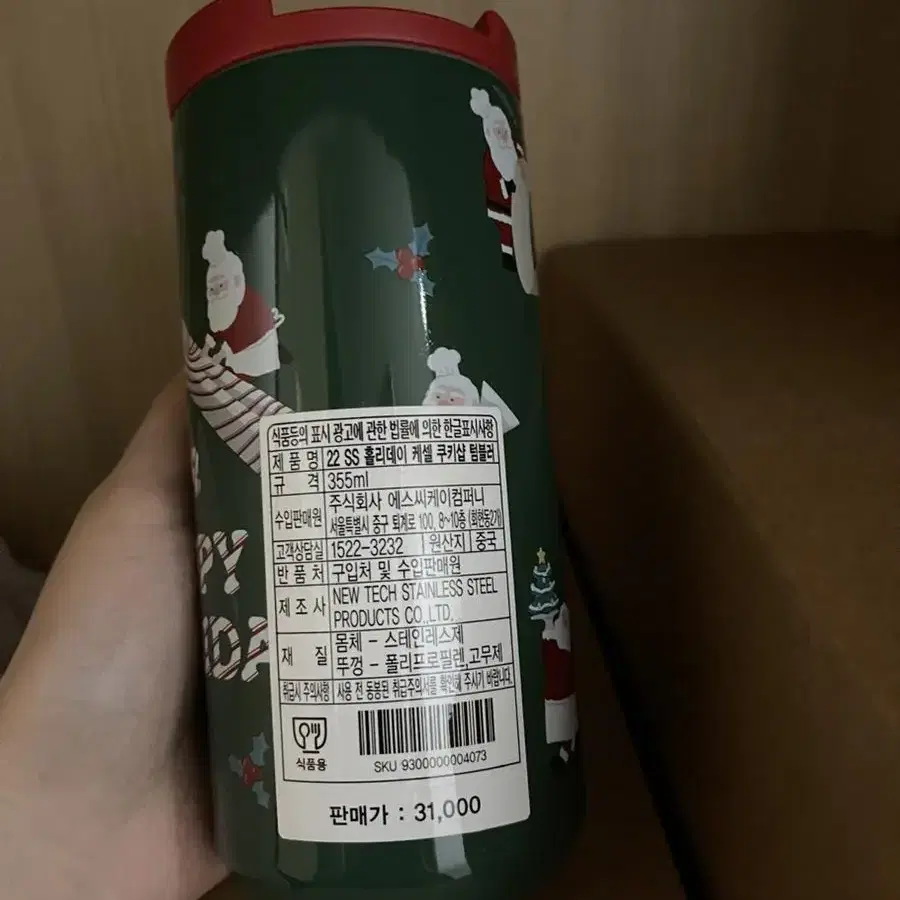 식품등의 표시 광고에 관한 법률에 의한 한글표시사항
제 품 명 22 SS 홀리데이 케셀 쿠키샵 텀블러
규 격 355ml
수입판매원 주식회사 에스씨케이컴퍼니
서울특별시 중구 퇴계로 100, 8~10층 (회현동2가)
고객상담실 1522-3232 원산지 중국
반 품 처 구입처 및 수입판매원
제 조 사 NEW TECH STAINLESS STEEL
PRODUCTS CO.,LTD.
재 질 몸체 - 스테인레스제
뚜껑 - 폴리프로필렌,고무제
취급시 주의사항 사용 전 동봉된 취급주의서를 확인해 주시기 바랍니다.
식품용
SKU 9300000004073
판매가 : 31,000
PY
IDA